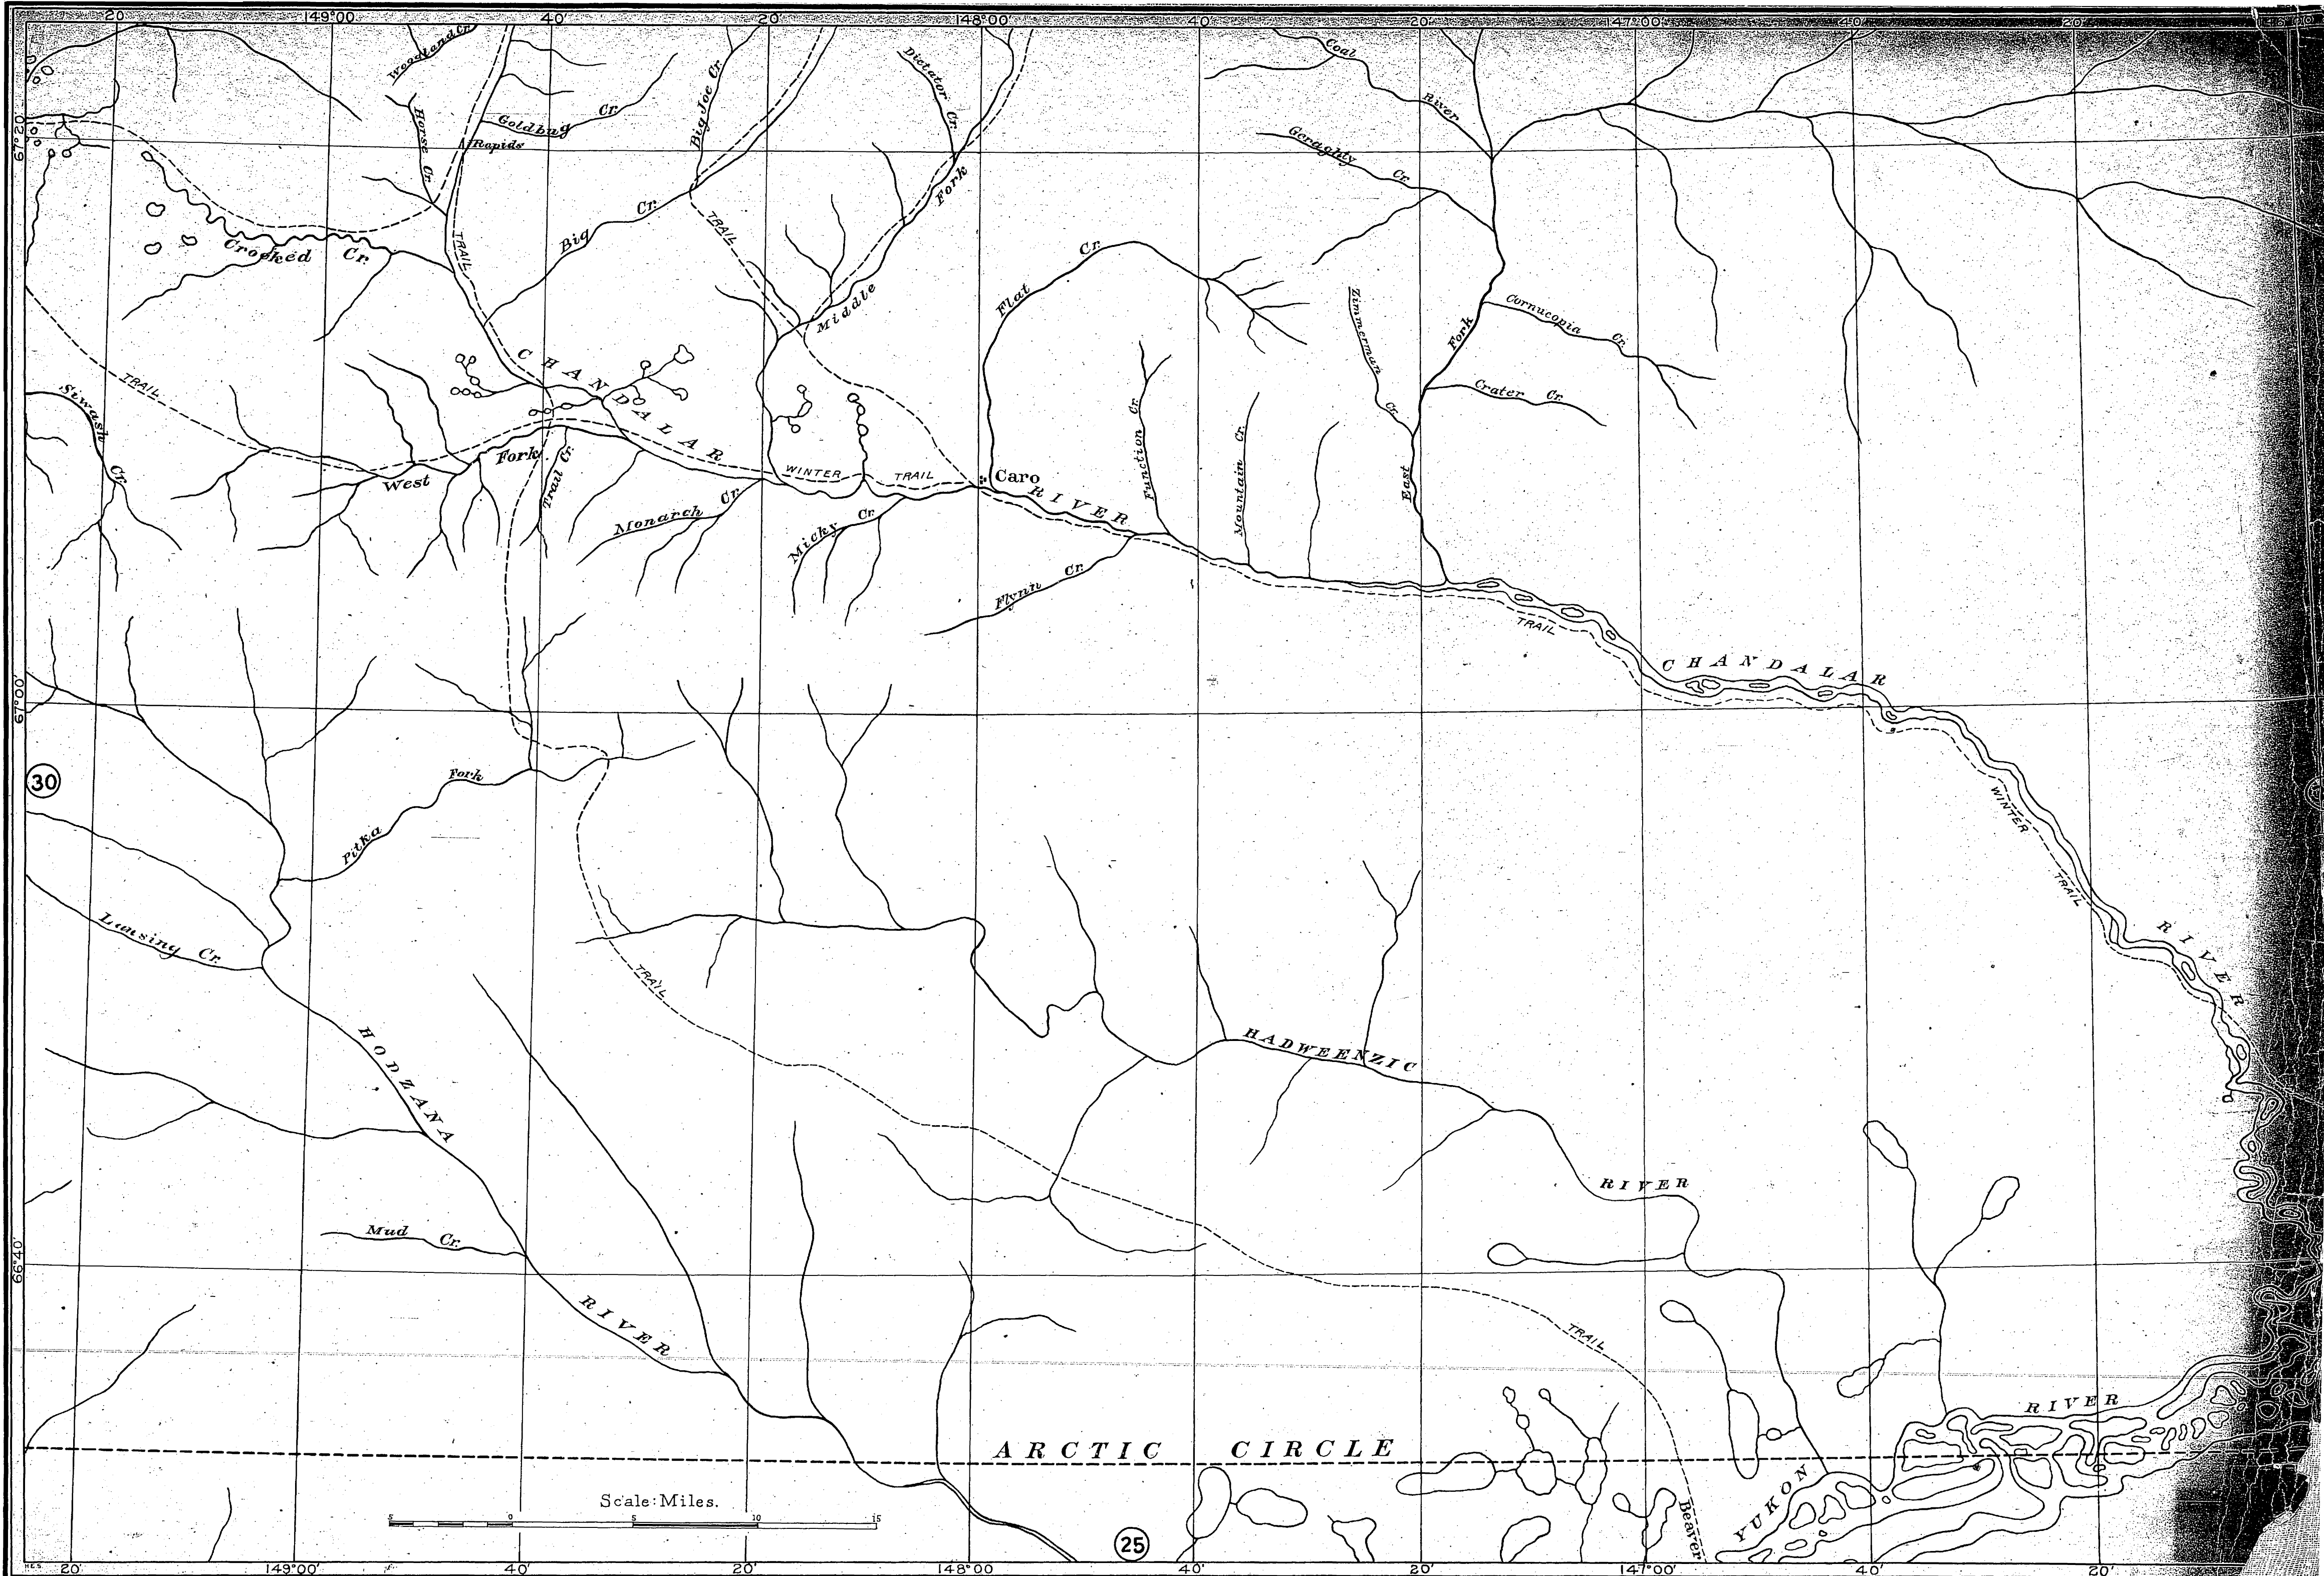 20' 149°00' 40' 20' 148°00' 40' 20' 147°00' 40' 20'
Woodland Cr.
Big Joe Cr.
Dictator Cr.
Coal River
67°20'
Horse Cr.
Goldbug Cr.
Rapids
Geraghty Cr.
Crooked Cr.
TRAIL
Big Cr.
TRAIL
Middle Fork
Flat Cr.
Zimmerman Cr.
East Fork
Cornucopia Cr.
Crater Cr.
Siwash Cr.
TRAIL
CHANDALAR RIVER
West Fork
Trail Cr.
WINTER TRAIL
Caro
Monarch Cr.
Micky Cr.
Flynn Cr.
Function Cr.
Mountain Cr.
TRAIL
CHANDALAR RIVER
67°00'
30
Pitka Fork
WINTER TRAIL
Lansing Cr.
TRAIL
HODZANA RIVER
HADWEENZIC RIVER
Mud Cr.
66°40'
TRAIL
ARCTIC CIRCLE
YUKON RIVER
Beaver
Scale: Miles.
5 0 5 10 15
25
20' 149°00' 40' 20' 148°00' 40' 20' 147°00' 40' 20'